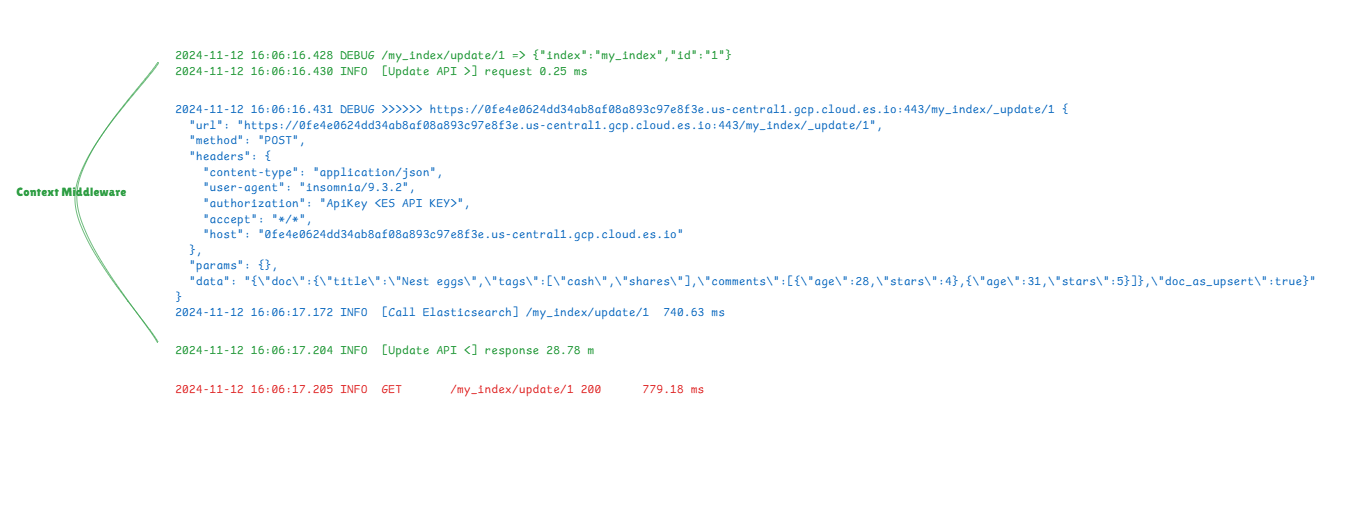 2024-11-12 16:06:16.428 DEBUG /my_index/update/1 => {"index":"my_index","id":"1"}
2024-11-12 16:06:16.430 INFO  [Update API >] request 0.25 ms
2024-11-12 16:06:16.431 DEBUG >>>>>> https://0fe4e0624dd34ab8af08a893c97e8f3e.us-central1.gcp.cloud.es.io:443/my_index/_update/1 {
  "url": "https://0fe4e0624dd34ab8af08a893c97e8f3e.us-central1.gcp.cloud.es.io:443/my_index/_update/1",
  "method": "POST",
  "headers": {
    "content-type": "application/json",
    "user-agent": "insomnia/9.3.2",
Context Middleware
    "authorization": "ApiKey <ES API KEY>",
    "accept": "*/*",
    "host": "0fe4e0624dd34ab8af08a893c97e8f3e.us-central1.gcp.cloud.es.io"
  },
  "params": {},
  "data": "{\"doc\":{\"title\":\"Nest eggs\",\"tags\":[\"cash\",\"shares\"],\"comments\":[{\"age\":28,\"stars\":4},{\"age\":31,\"stars\":5}]},\"doc_as_upsert\":true}"
}
2024-11-12 16:06:17.172 INFO  [Call Elasticsearch] /my_index/update/1  740.63 ms
2024-11-12 16:06:17.204 INFO  [Update API <] response 28.78 m
2024-11-12 16:06:17.205 INFO  GET       /my_index/update/1 200      779.18 ms